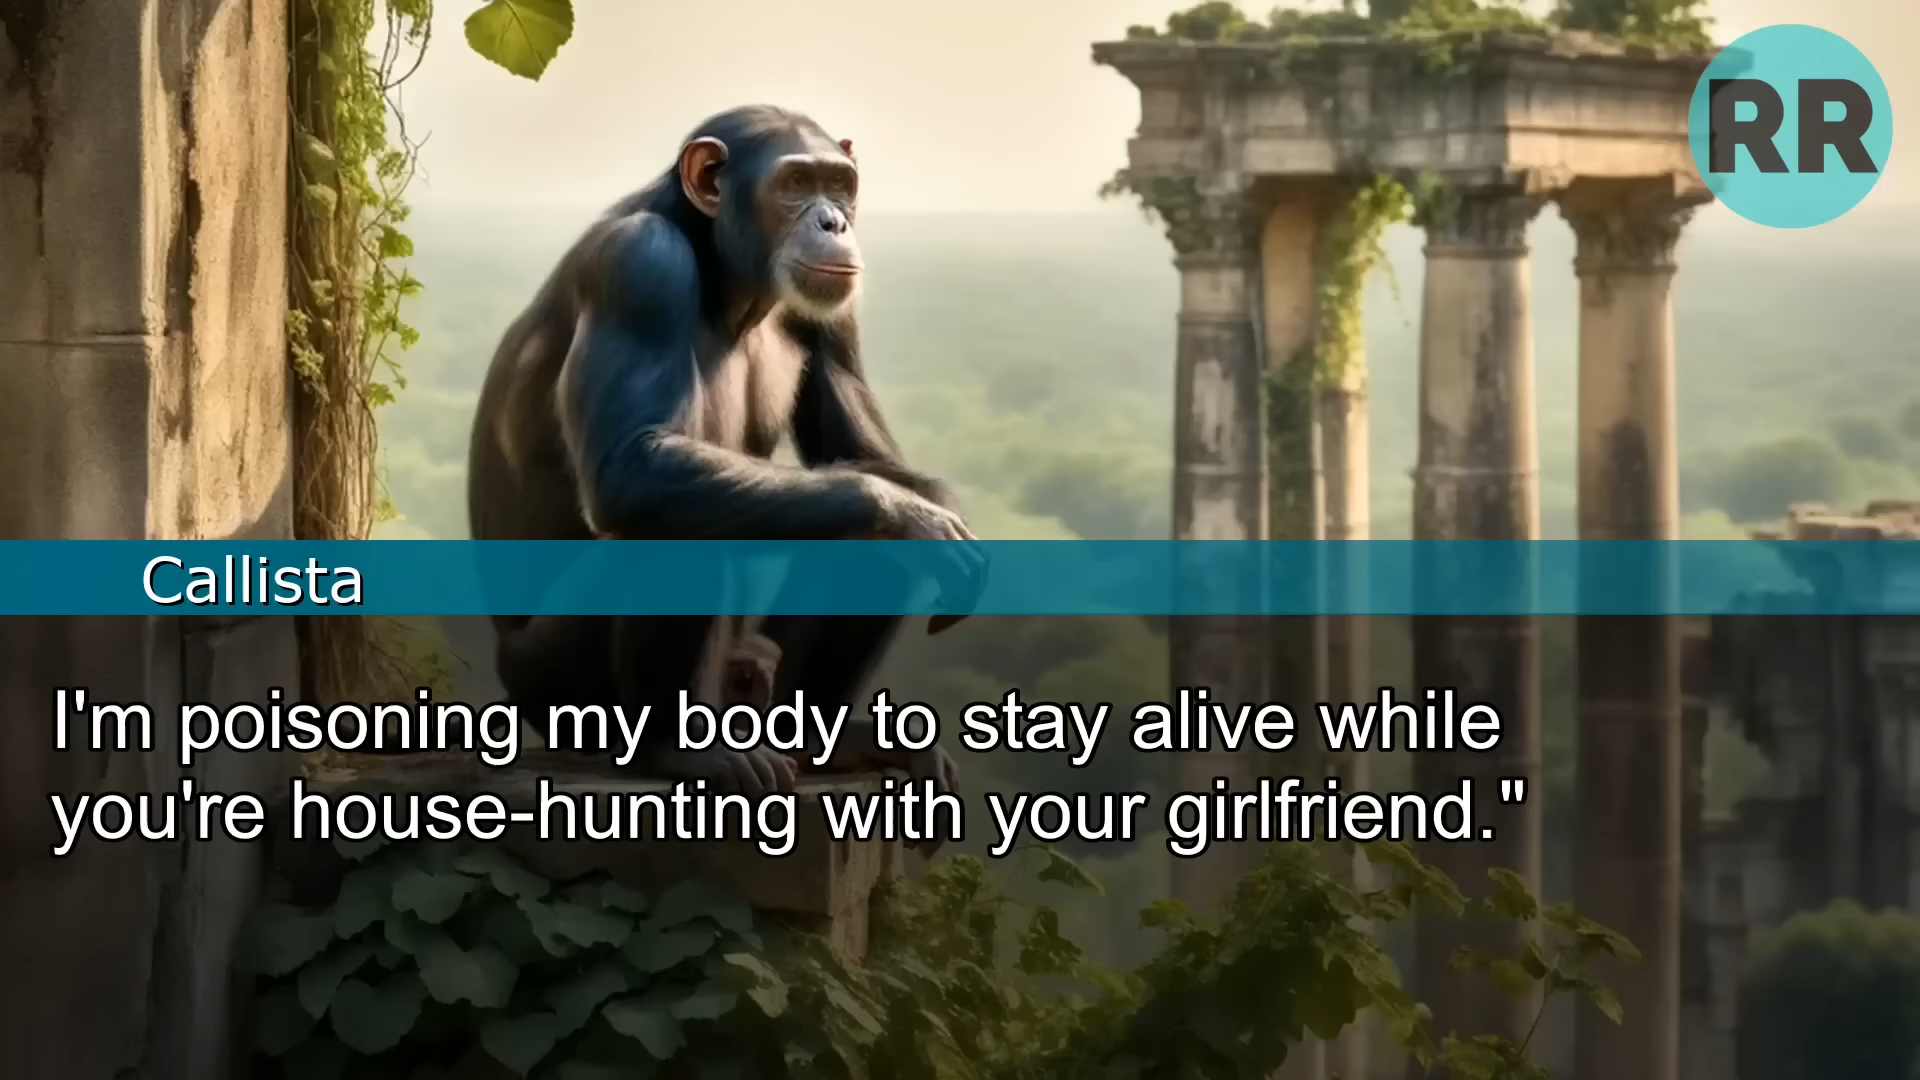 RR
Callista
I'm poisoning my body to stay alive while
you're house-hunting with your girlfriend."